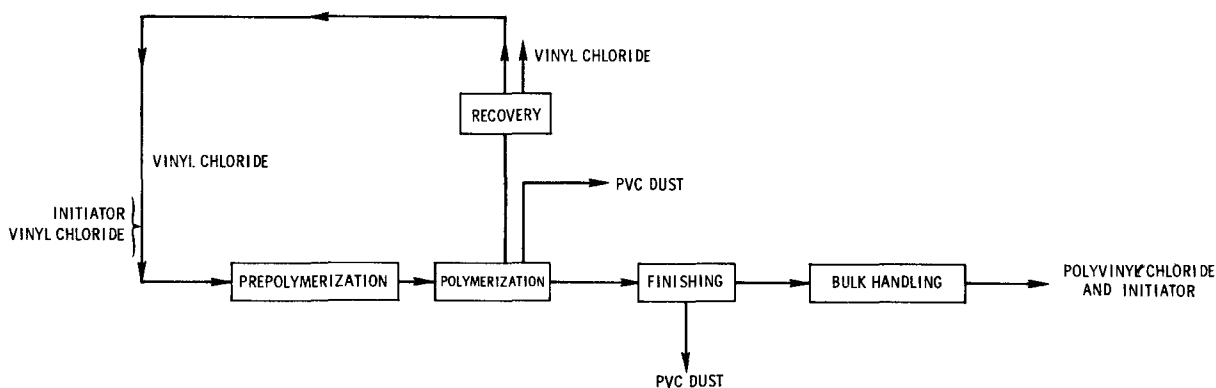 VINYL CHLORIDE
RECOVERY
VINYL CHLORIDE
PVC DUST
INITIATOR
VINYL CHLORIDE
PREPOLYMERIZATION
POLYMERIZATION
FINISHING
BULK HANDLING
POLYVINYL CHLORIDE
AND INITIATOR
PVC DUST